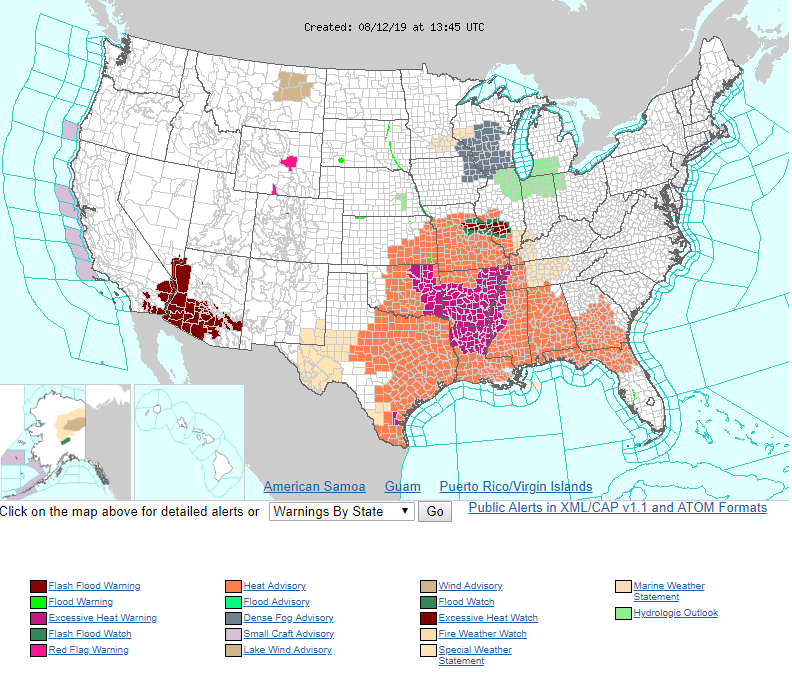 Created: 08/12/19 at 13:45 UTC
American Samoa Guam Puerto Rico/Virgin Islands
Click on the map above for detailed alerts or Warnings By State Go Public Alerts in XML/CAP v1.1 and ATOM Formats
Flash Flood Warning Heat Advisory Wind Advisory Marine Weather
Statement
Flood Warning Flood Advisory Flood Watch
Hydrologic Outlook
Excessive Heat Warning Dense Fog Advisory Excessive Heat Watch
Flash Flood Watch Small Craft Advisory Fire Weather Watch
Red Flag Warning Lake Wind Advisory Special Weather
Statement